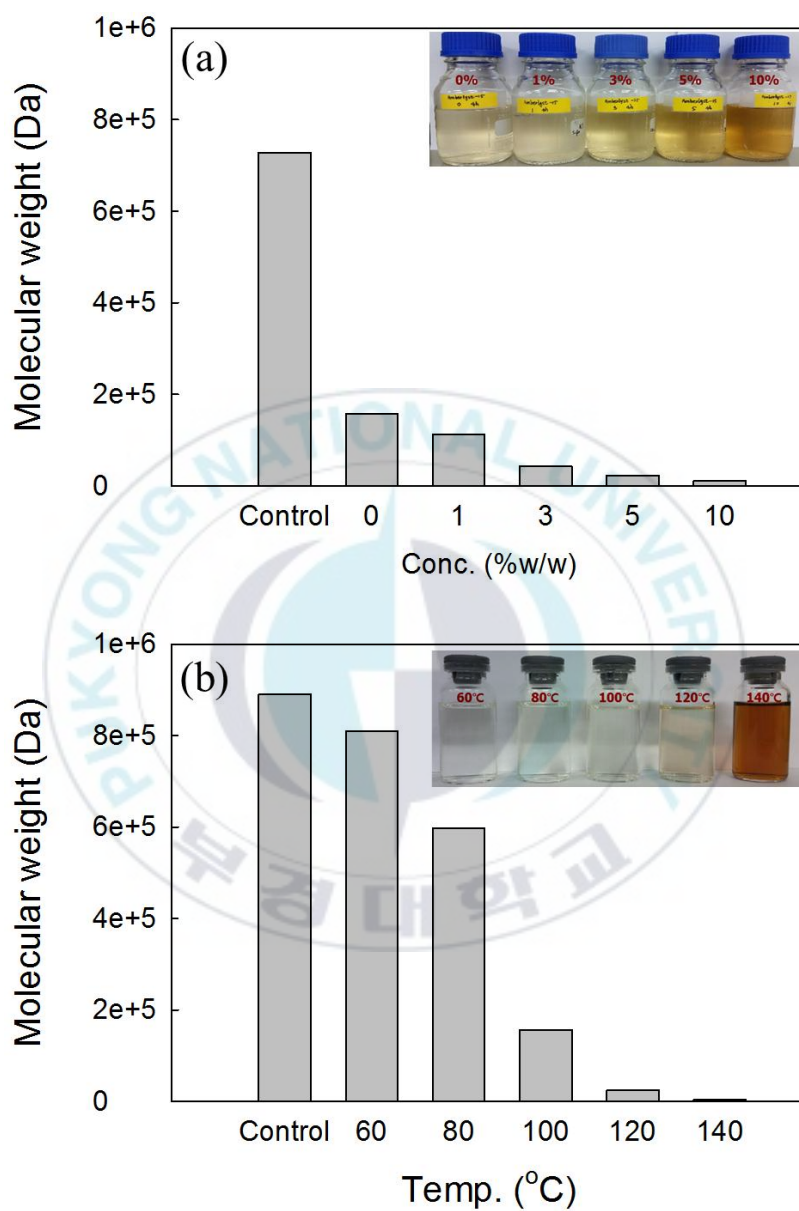 (a)
1e+6
8e+5
6e+5
4e+5
2e+5
0
Molecular weight (Da)
0% 1% 3% 5% 10%
Control 0 1 3 5 10
Conc. (%w/w)
(b)
1e+6
8e+5
6e+5
4e+5
2e+5
0
Molecular weight (Da)
60℃ 80℃ 100℃ 120℃ 140℃
Control 60 80 100 120 140
Temp. (°C)
PUKYONG NATIONAL UNIVERSITY
부경대학교